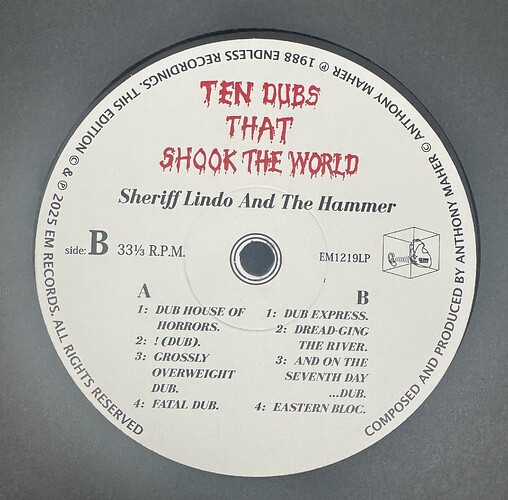 TEN DUBS
THAT
SHOOK THE WORLD
Sheriff Lindo And The Hammer
side: B 33⅓ R.P.M.
EM1219LP
A
1: DUB HOUSE OF
HORRORS.
2: ! (DUB).
3: GROSSLY
OVERWEIGHT
DUB.
4: FATAL DUB.
B
1: DUB EXPRESS.
2: DREAD-GING
THE RIVER.
3: AND ON THE
SEVENTH DAY
...DUB.
4: EASTERN BLOC.
COMPOSED AND PRODUCED BY ANTHONY MAHER © ANTHONY MAHER ℗ 1988 ENDLESS RECORDINGS. THIS EDITION © & ℗ 2025 EM RECORDS. ALL RIGHTS RESERVED